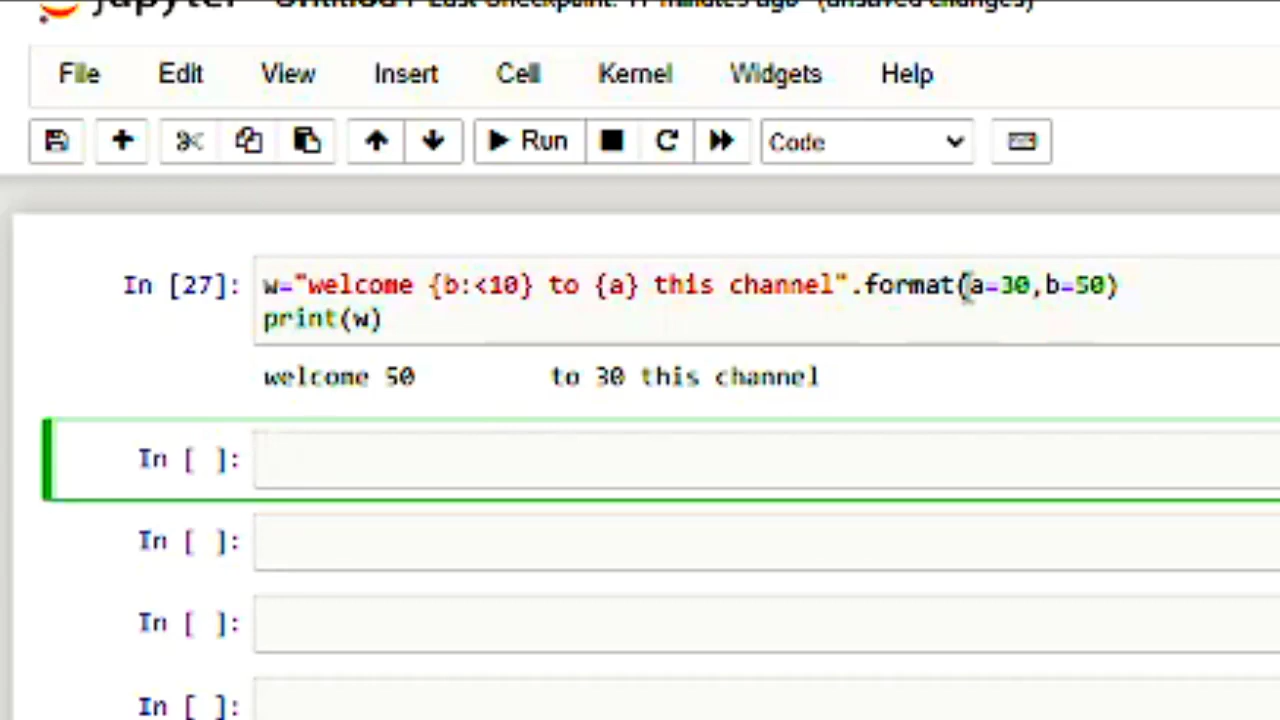 File Edit View Insert Cell Kernel Widgets Help
Run Code
In [27]: w="welcome {b:<10} to {a} this channel".format(a=30,b=50)
print(w)
welcome 50         to 30 this channel
In [ ]:
In [ ]:
In [ ]:
In [ ]: